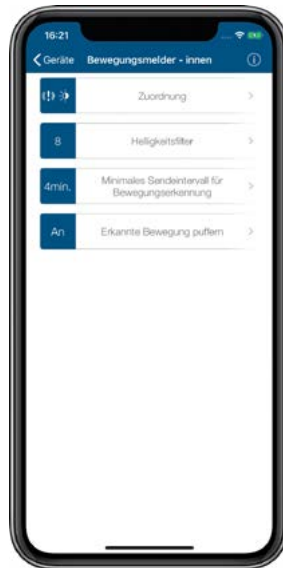 16:21
Geräte Bewegungsmelder - innen
Zuordnung
8 Helligkeitsfilter
4min. Minimales Sendeintervall für
Bewegungserkennung
An Erkannte Bewegung puffern